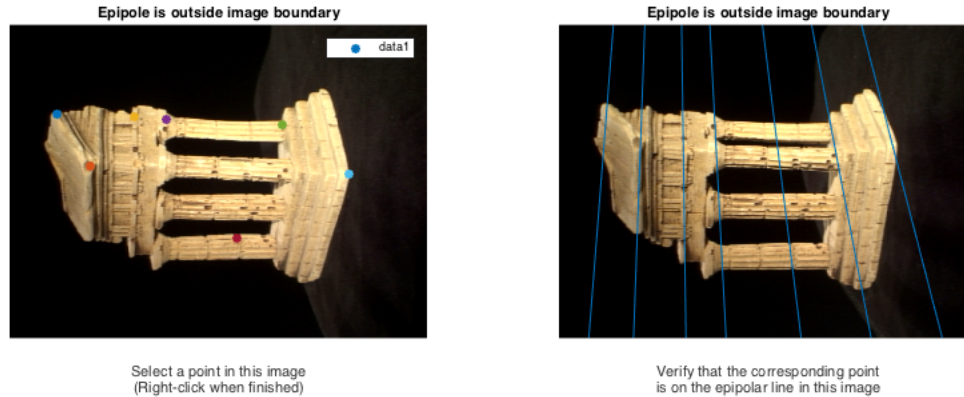 Epipole is outside image boundary
data1
Select a point in this image
(Right-click when finished)
Epipole is outside image boundary
Verify that the corresponding point
is on the epipolar line in this image